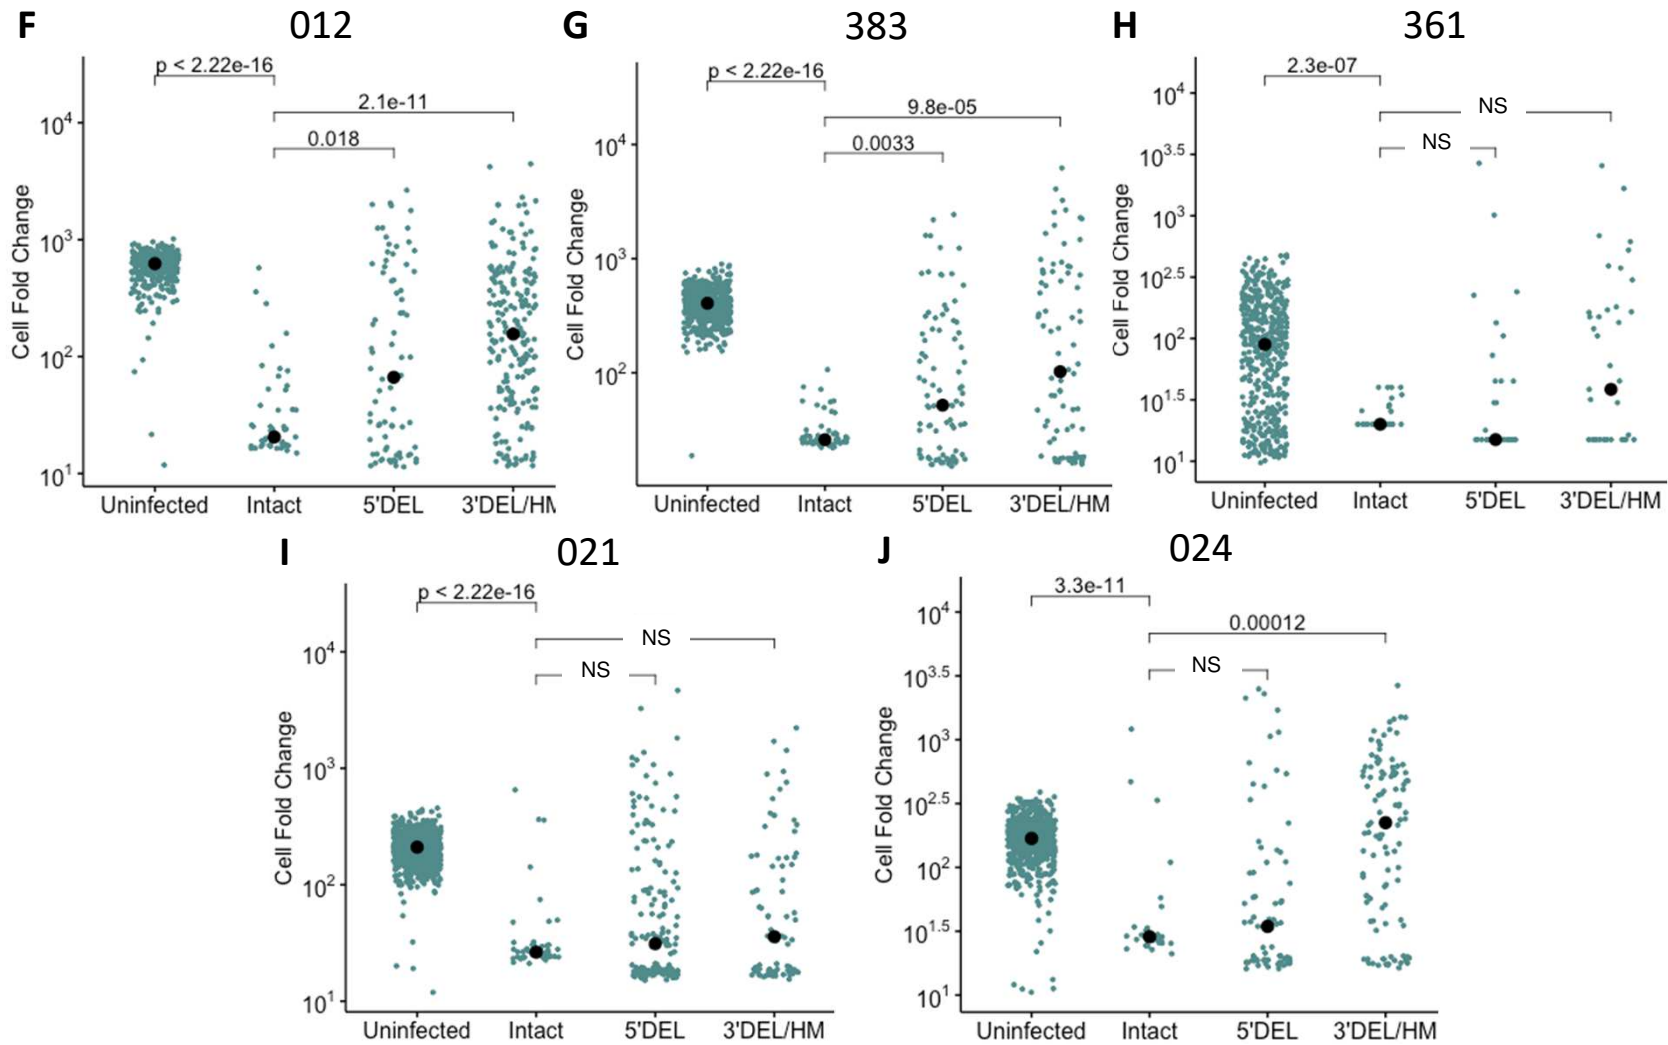 F 012
p < 2.22e-16
2.1e-11
0.018
10^4
10^3
10^2
10^1
Cell Fold Change
Uninfected Intact 5'DEL 3'DEL/HM
G 383
p < 2.22e-16
9.8e-05
0.0033
10^4
10^3
10^2
Cell Fold Change
Uninfected Intact 5'DEL 3'DEL/HM
H 361
2.3e-07
NS
NS
10^4
10^3.5
10^3
10^2.5
10^2
10^1.5
10^1
Cell Fold Change
Uninfected Intact 5'DEL 3'DEL/HM
I 021
p < 2.22e-16
NS
NS
10^4
10^3
10^2
10^1
Cell Fold Change
Uninfected Intact 5'DEL 3'DEL/HM
J 024
3.3e-11
0.00012
NS
10^4
10^3.5
10^3
10^2.5
10^2
10^1.5
10^1
Cell Fold Change
Uninfected Intact 5'DEL 3'DEL/HM